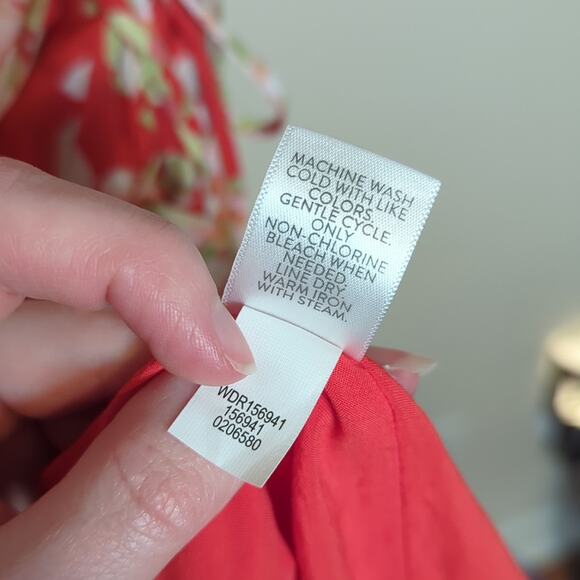 MACHINE WASH
COLD WITH LIKE
COLORS.
GENTLE CYCLE.
ONLY
NON-CHLORINE
BLEACH WHEN
NEEDED.
LINE DRY.
WARM IRON
WITH STEAM.
WDR156941
156941
0206580